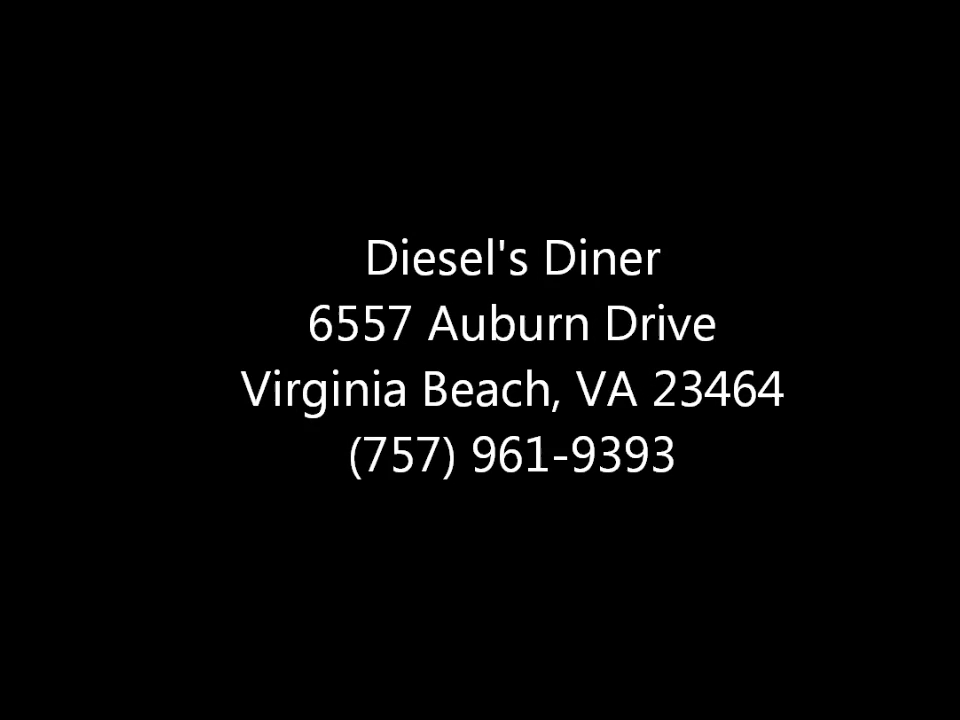 Diesel's Diner
6557 Auburn Drive
Virginia Beach, VA 23464
(757) 961-9393